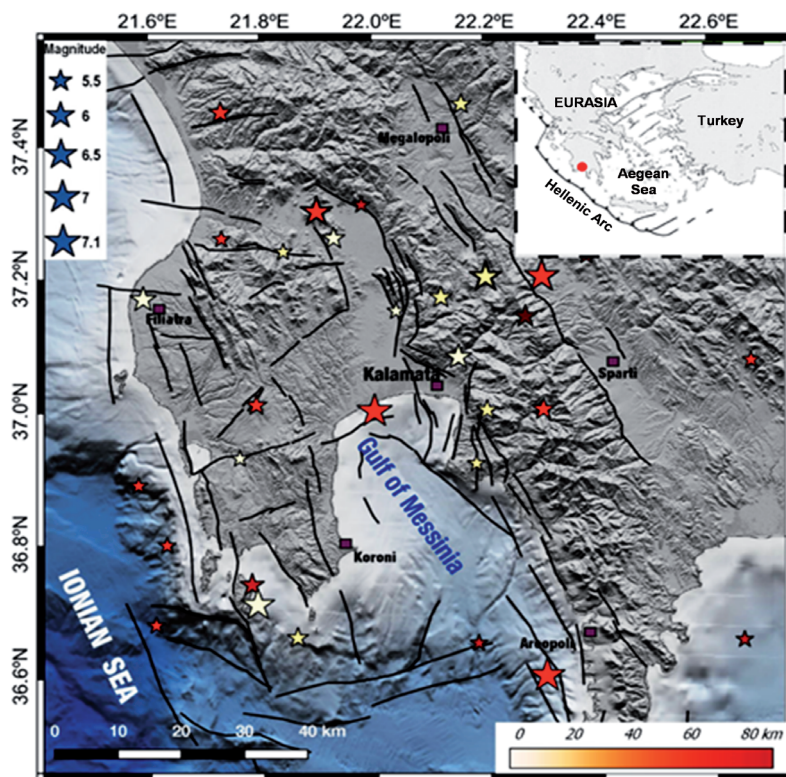 21.6°E 21.8°E 22.0°E 22.2°E 22.4°E 22.6°E
Magnitude
5.5
6
6.5
7
7.1
EURASIA
Turkey
Aegean
Sea
Hellenic Arc
37.4°N
37.2°N
37.0°N
36.8°N
36.6°N
Megalopoli
Filiatra
Kalamata
Sparti
Gulf of Messinia
Koroni
Areopoli
IONIAN SEA
0 10 20 30 40 km
0 20 40 60 80 km